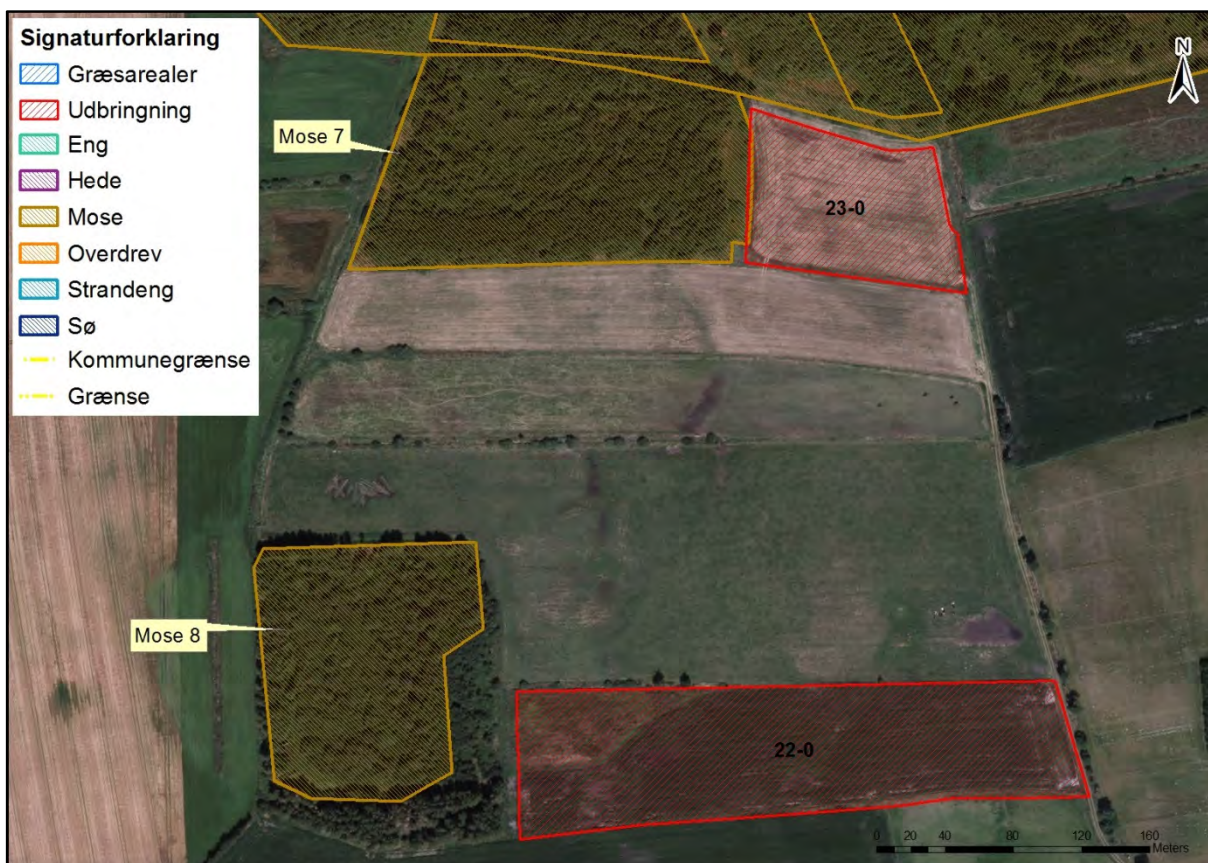 Signaturforklaring
Græsarealer
Udbringning
Eng
Hede
Mose
Overdrev
Strandeng
Sø
Kommunegrænse
Grænse
N
Mose 7
23-0
Mose 8
22-0
0 20 40 80 120 160
Meters